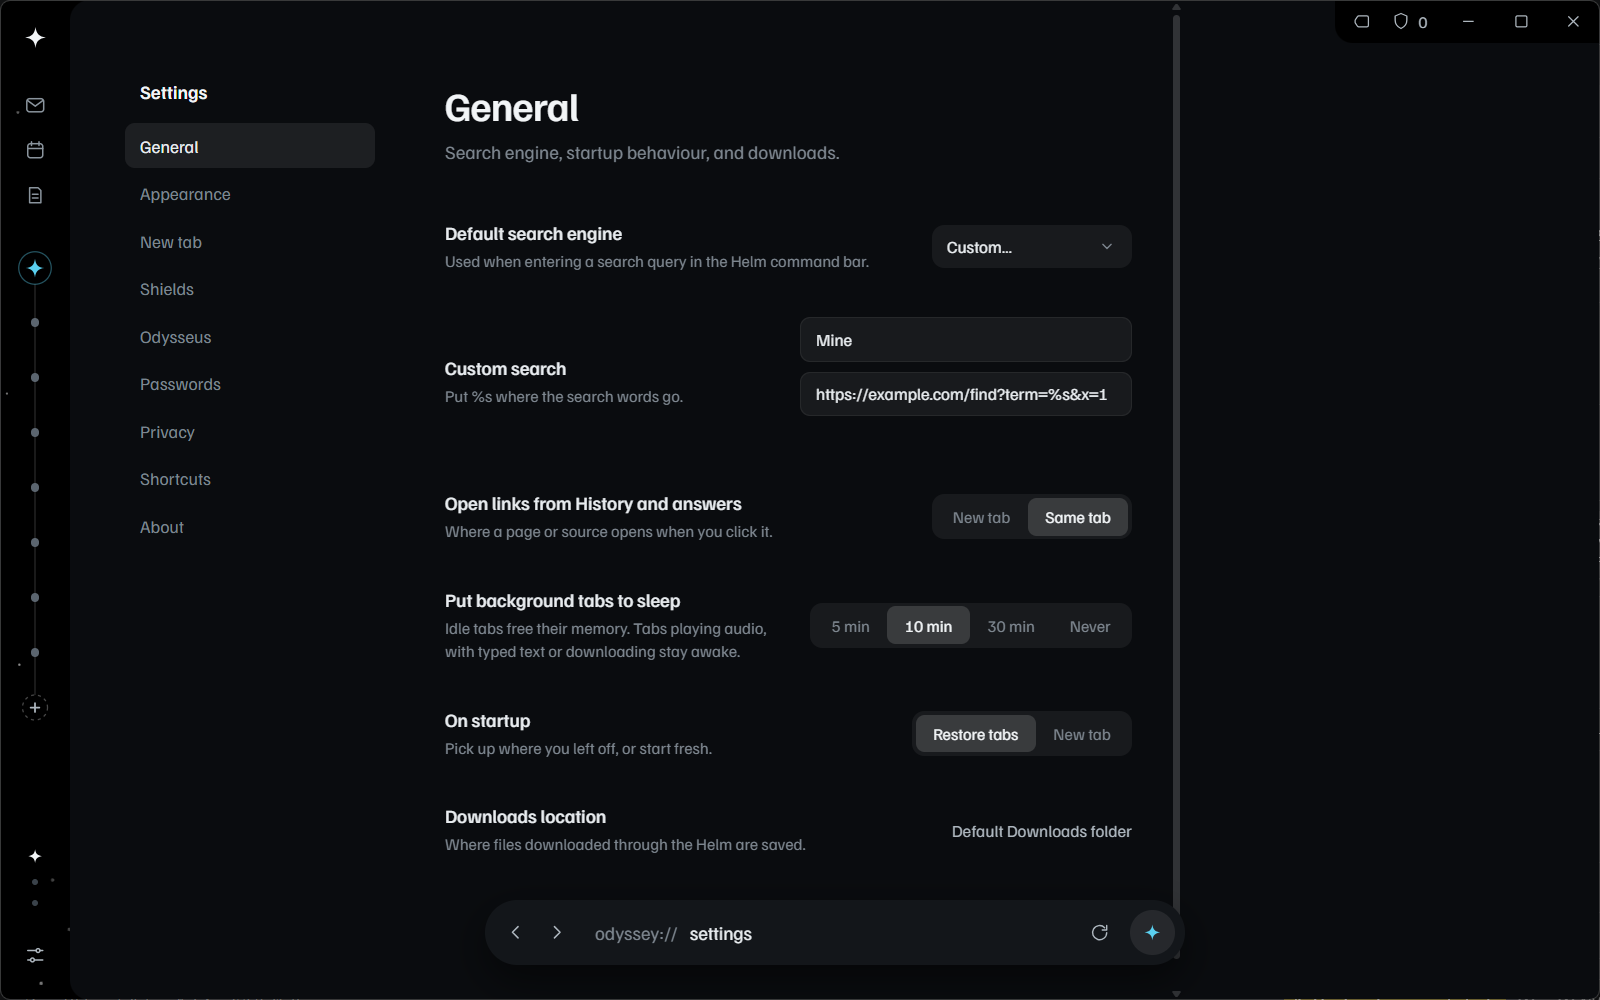 0
Settings
General
Appearance
New tab
Shields
Odysseus
Passwords
Privacy
Shortcuts
About
General
Search engine, startup behaviour, and downloads.
Default search engine
Used when entering a search query in the Helm command bar.
Custom...
Custom search
Put %s where the search words go.
Mine
https://example.com/find?term=%s&x=1
Open links from History and answers
Where a page or source opens when you click it.
New tab Same tab
Put background tabs to sleep
Idle tabs free their memory. Tabs playing audio,
with typed text or downloading stay awake.
5 min 10 min 30 min Never
On startup
Pick up where you left off, or start fresh.
Restore tabs New tab
Downloads location
Where files downloaded through the Helm are saved.
Default Downloads folder
odyssey:// settings